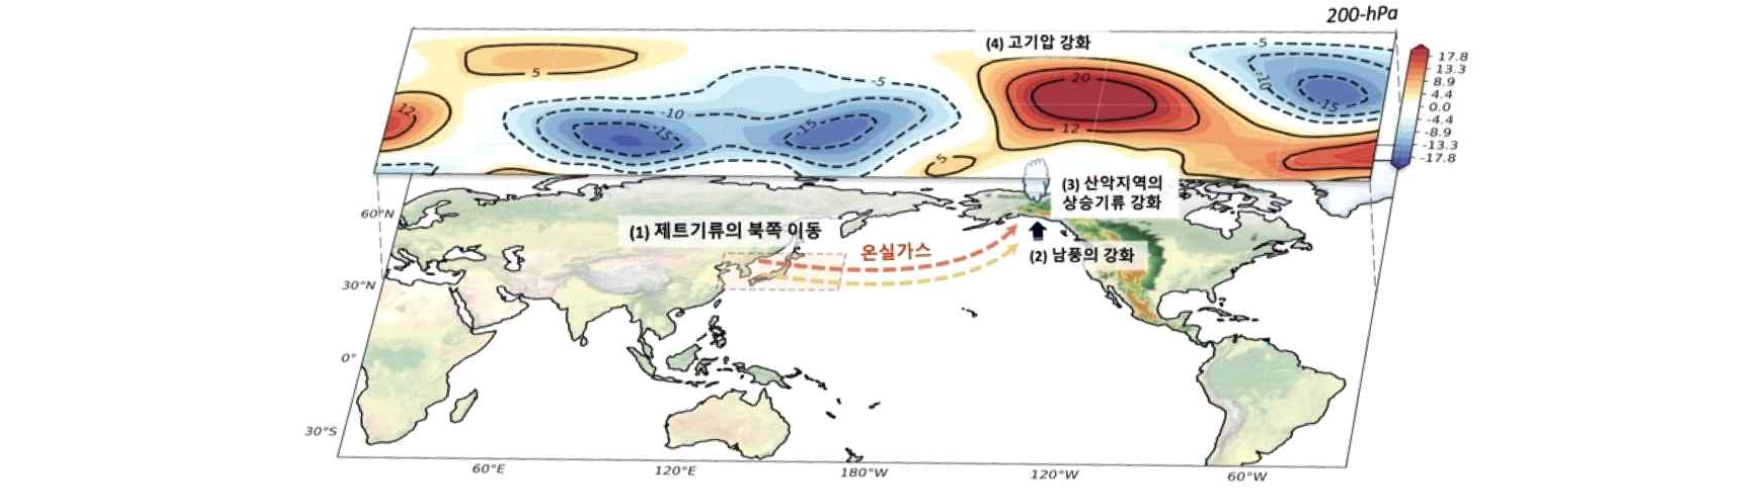 200-hPa
(4) 고기압 강화
-5
17.8
13.3
8.9
4.4
0.0
-4.4
-8.9
-13.3
-17.8
5
-5
20
-10
12
-10
-15
-15
-15
12
5
(3) 산악지역의
상승기류 강화
60°N
(1) 제트기류의 북쪽 이동
온실가스
(2) 남풍의 강화
30°N
0°
30°S
60°E
120°E
180°W
120°W
60°W